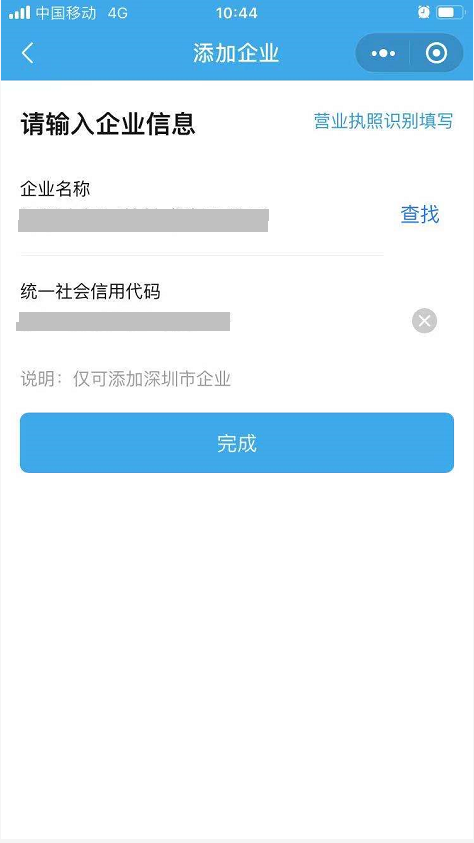 中国移动 4G 10:44
添加企业
请输入企业信息 营业执照识别填写
企业名称
查找
统一社会信用代码
说明：仅可添加深圳市企业
完成